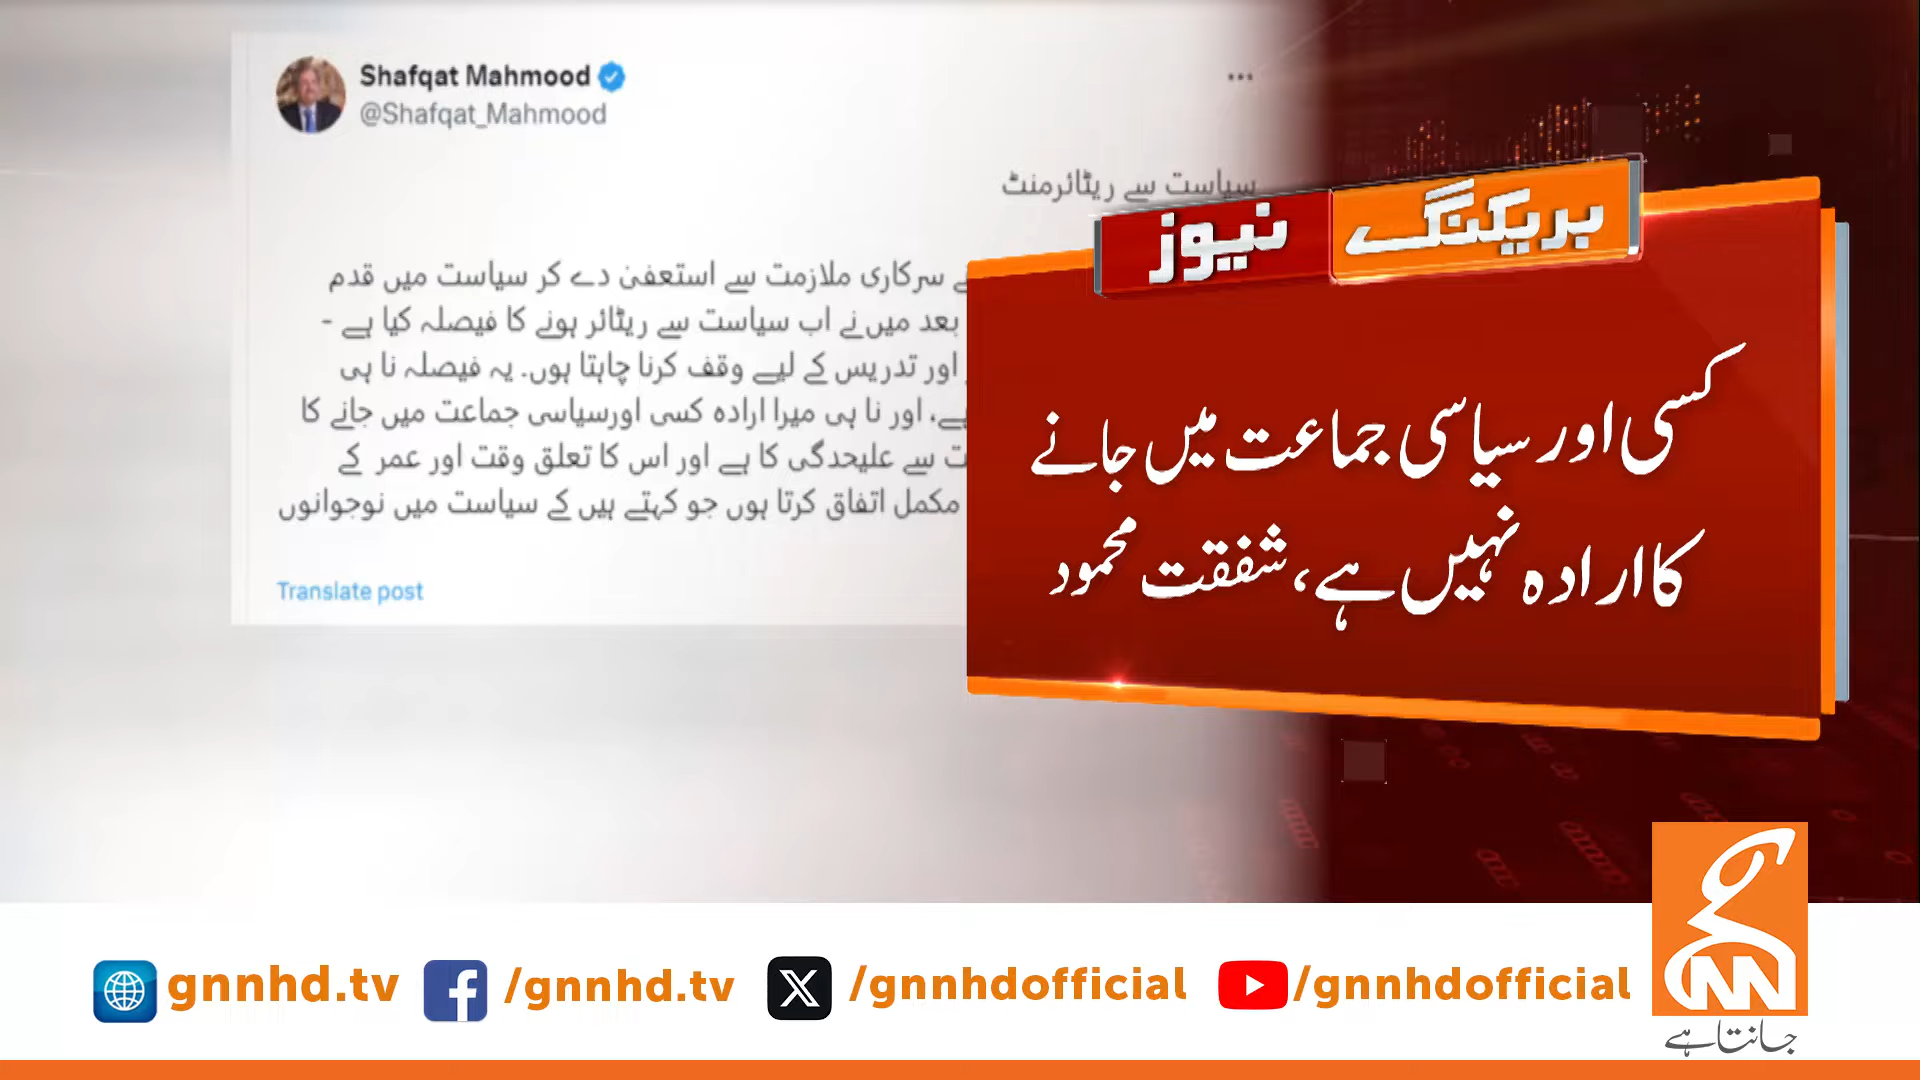 Shafqat Mahmood
@Shafqat_Mahmood
سیاست سے ریٹائرمنٹ
سرکاری ملازمت سے استعفیٰ دے کر سیاست میں قدم
بعد میں نے اب سیاست سے ریٹائر ہونے کا فیصلہ کیا ہے -
اور تدریس کے لیے وقف کرنا چاہتا ہوں. یہ فیصلہ نا ہی
اور نا ہی میرا ارادہ کسی اورسیاسی جماعت میں جانے کا
سے علیحدگی کا ہے اور اس کا تعلق وقت اور عمر کے
مکمل اتفاق کرتا ہوں جو کہتے ہیں کے سیاست میں نوجوانوں
Translate post
بریکنگ نیوز
کسی اور سیاسی جماعت میں جانے
کا ارادہ نہیں ہے، شفقت محمود
gnnhd.tv /gnnhd.tv /gnnhdofficial /gnnhdofficial
GNN
جانتا ہے